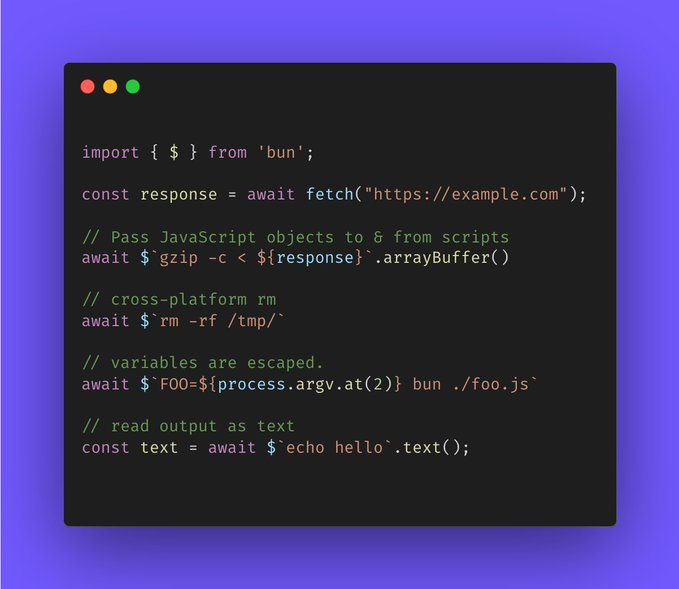 import { $ } from 'bun';
const response = await fetch("https://example.com");
// Pass JavaScript objects to & from scripts
await $`gzip -c < ${response}`.arrayBuffer()
// cross-platform rm
await $`rm -rf /tmp/`
// variables are escaped.
await $`FOO=${process.argv.at(2)} bun ./foo.js`
// read output as text
const text = await $`echo hello`.text();